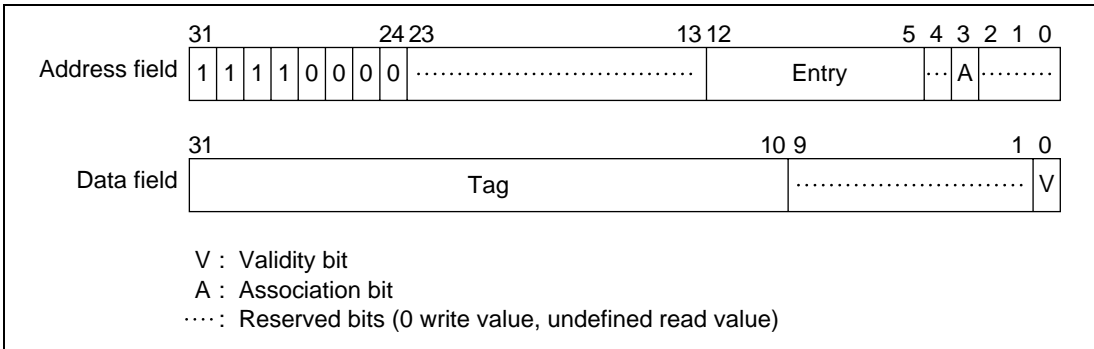 31 24 23 13 12 5 4 3 2 1 0
Address field 1 1 1 1 0 0 0 0 ................................... Entry ... A .........
31 10 9 1 0
Data field Tag ............................. V
V : Validity bit
A : Association bit
···· : Reserved bits (0 write value, undefined read value)